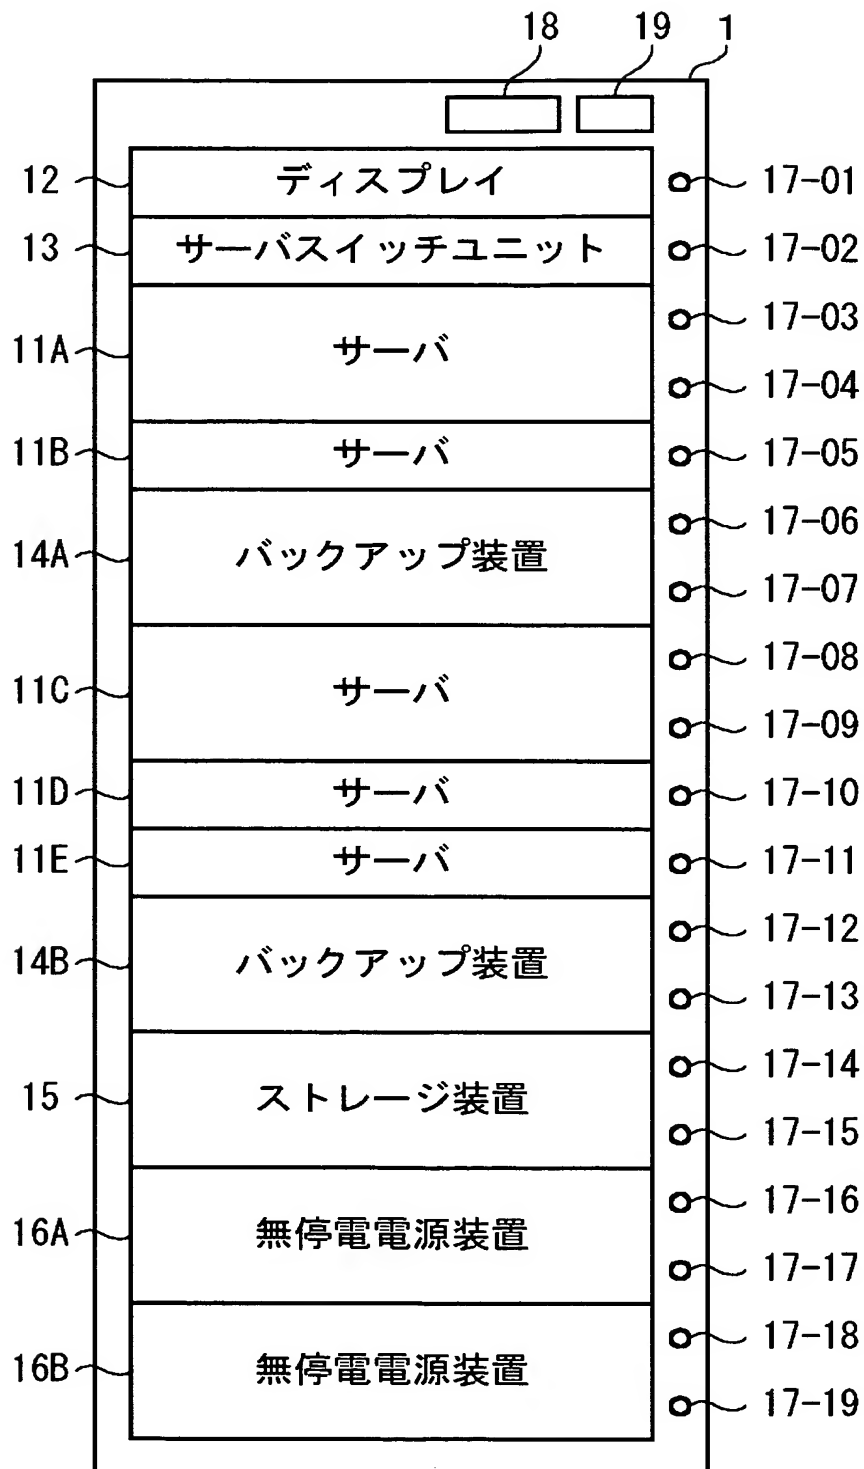 18 19 1
12 ディスプレイ 17-01
13 サーバスイッチユニット 17-02
17-03
11A サーバ
17-04
11B サーバ 17-05
17-06
14A バックアップ装置
17-07
17-08
11C サーバ
17-09
11D サーバ 17-10
11E サーバ 17-11
17-12
14B バックアップ装置
17-13
17-14
15 ストレージ装置
17-15
17-16
16A 無停電電源装置
17-17
17-18
16B 無停電電源装置
17-19